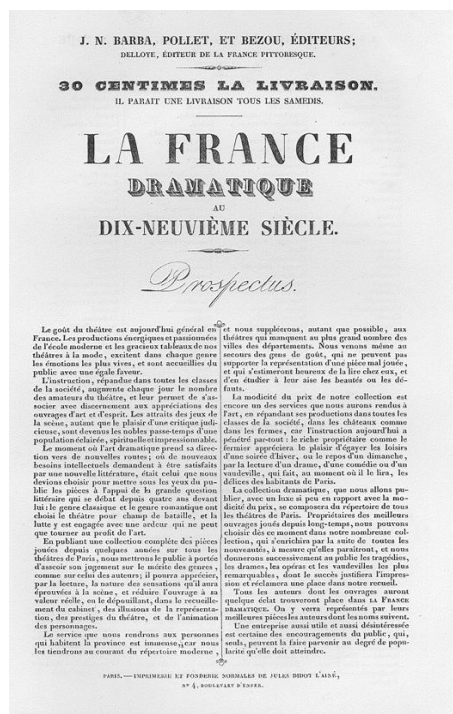 J. N. BARBA, POLLET, ET BEZOU, ÉDITEURS;
DELLOYE, ÉDITEUR DE LA FRANCE PITTORESQUE.
30 CENTIMES LA LIVRAISON.
IL PARAIT UNE LIVRAISON TOUS LES SAMEDIS.
LA FRANCE
DRAMATIQUE
AU
DIX-NEUVIÈME SIÈCLE.
Prospectus.
Le goût du théâtre est aujourd'hui général en
France. Les productions énergiques et passionnées
de l'école moderne et les gracieux tableaux de nos
théâtres à la mode, excitent dans chaque genre
les émotions les plus vives, et sont accueillis du
public avec une égale faveur.
L'instruction, répandue dans toutes les classes
de la société, augmente chaque jour le nombre
des amateurs du théâtre, et leur permet de s'as-
socier avec discernement aux appréciations des
ouvrages d'art et d'esprit. Les attraits des jeux de
la scène, autant que le plaisir d'une critique judi-
cieuse, sont devenus les nobles passe-temps d'une
population éclairée, spirituelle et impressionnable.
Le moment où l'art dramatique prend sa direc-
tion vers de nouvelles routes; où de nouveaux
besoins intellectuels demandent à être satisfaits
par une nouvelle littérature, était celui que nous
devions choisir pour mettre sous les yeux du pu-
blic les pièces à l'appui de la grande question
littéraire qui se débat depuis quatre ans devant
lui: le genre classique et le genre romantique ont
choisi le théâtre pour champ de bataille, et la
lutte y est engagée avec une ardeur qui ne peut
que tourner au profit de l'art.
En publiant une collection complète des pièces
jouées depuis quelques années sur tous les
théâtres de Paris, nous mettrons le public à portée
d'asseoir son jugement sur le mérite des genres,
comme sur celui des auteurs; il pourra apprécier,
par la lecture, la nature des sensations qu'il aura
éprouvées à la scène, et réduire l'ouvrage à sa
valeur réelle, ou le dépouillant, dans le recueille-
ment du cabinet, des illusions de la représenta-
tion, des prestiges du théâtre, et de l'animation
des personnages.
Le service que nous rendrons aux personnes
qui habitent la province est immense, car nous
les tiendrons au courant du répertoire moderne,
et nous suppléerons, autant que possible, aux
théâtres qui manquent au plus grand nombre des
villes des départements. Nous venons même au
secours des gens de goût, qui ne peuvent pas
supporter la représentation d'une pièce mal jouée,
et qui s'estimeront heureux de la lire chez eux, et
d'en étudier à leur aise les beautés ou les dé-
fauts.
La modicité du prix de notre collection est
encore un des services que nous aurons rendus à
l'art, en répandant ses productions dans toutes les
classes de la société, dans les châteaux comme
dans les fermes, car l'instruction aujourd'hui a
pénétré par-tout: le riche propriétaire comme le
fermier appréciera le plaisir d'égayer les loisirs
d'une soirée d'hiver, ou le repos d'un dimanche,
par la lecture d'un drame, d'une comédie ou d'un
vaudeville, qui fait, au moment où il le lira, les
délices des habitants de Paris.
La collection dramatique, que nous allons pu-
blier, avec un luxe si peu en rapport avec la mo-
dicité du prix, se composera du répertoire de tous
les théâtres de Paris. Propriétaires des meilleurs
ouvrages joués depuis long-temps, nous pouvons
choisir dès ce moment dans notre nombreuse col-
lection, qui s'enrichira par la suite de toutes les
nouveautés, à mesure qu'elles paraîtront, et nous
donnerons successivement au public les tragédies,
les drames, les opéras et les vaudevilles les plus
remarquables, dont le succès justifiera l'impres-
sion et réclamera une place dans notre recueil.
Tous les auteurs dont les ouvrages auront
quelque éclat trouveront place dans LA FRANCE
DRAMATIQUE. On y verra représentés par leurs
meilleures pièces les auteurs dont les noms suivent.
Une entreprise aussi utile et aussi désintéressée
est certaine des encouragements du public, qui,
seuls, peuvent la faire parvenir au degré de popu-
larité qu'elle doit atteindre.
PARIS.—IMPRIMERIE ET FONDERIE NORMALES DE JULES DIDOT L'AÎNÉ,
N° 4, BOULEVART D'ENFER.